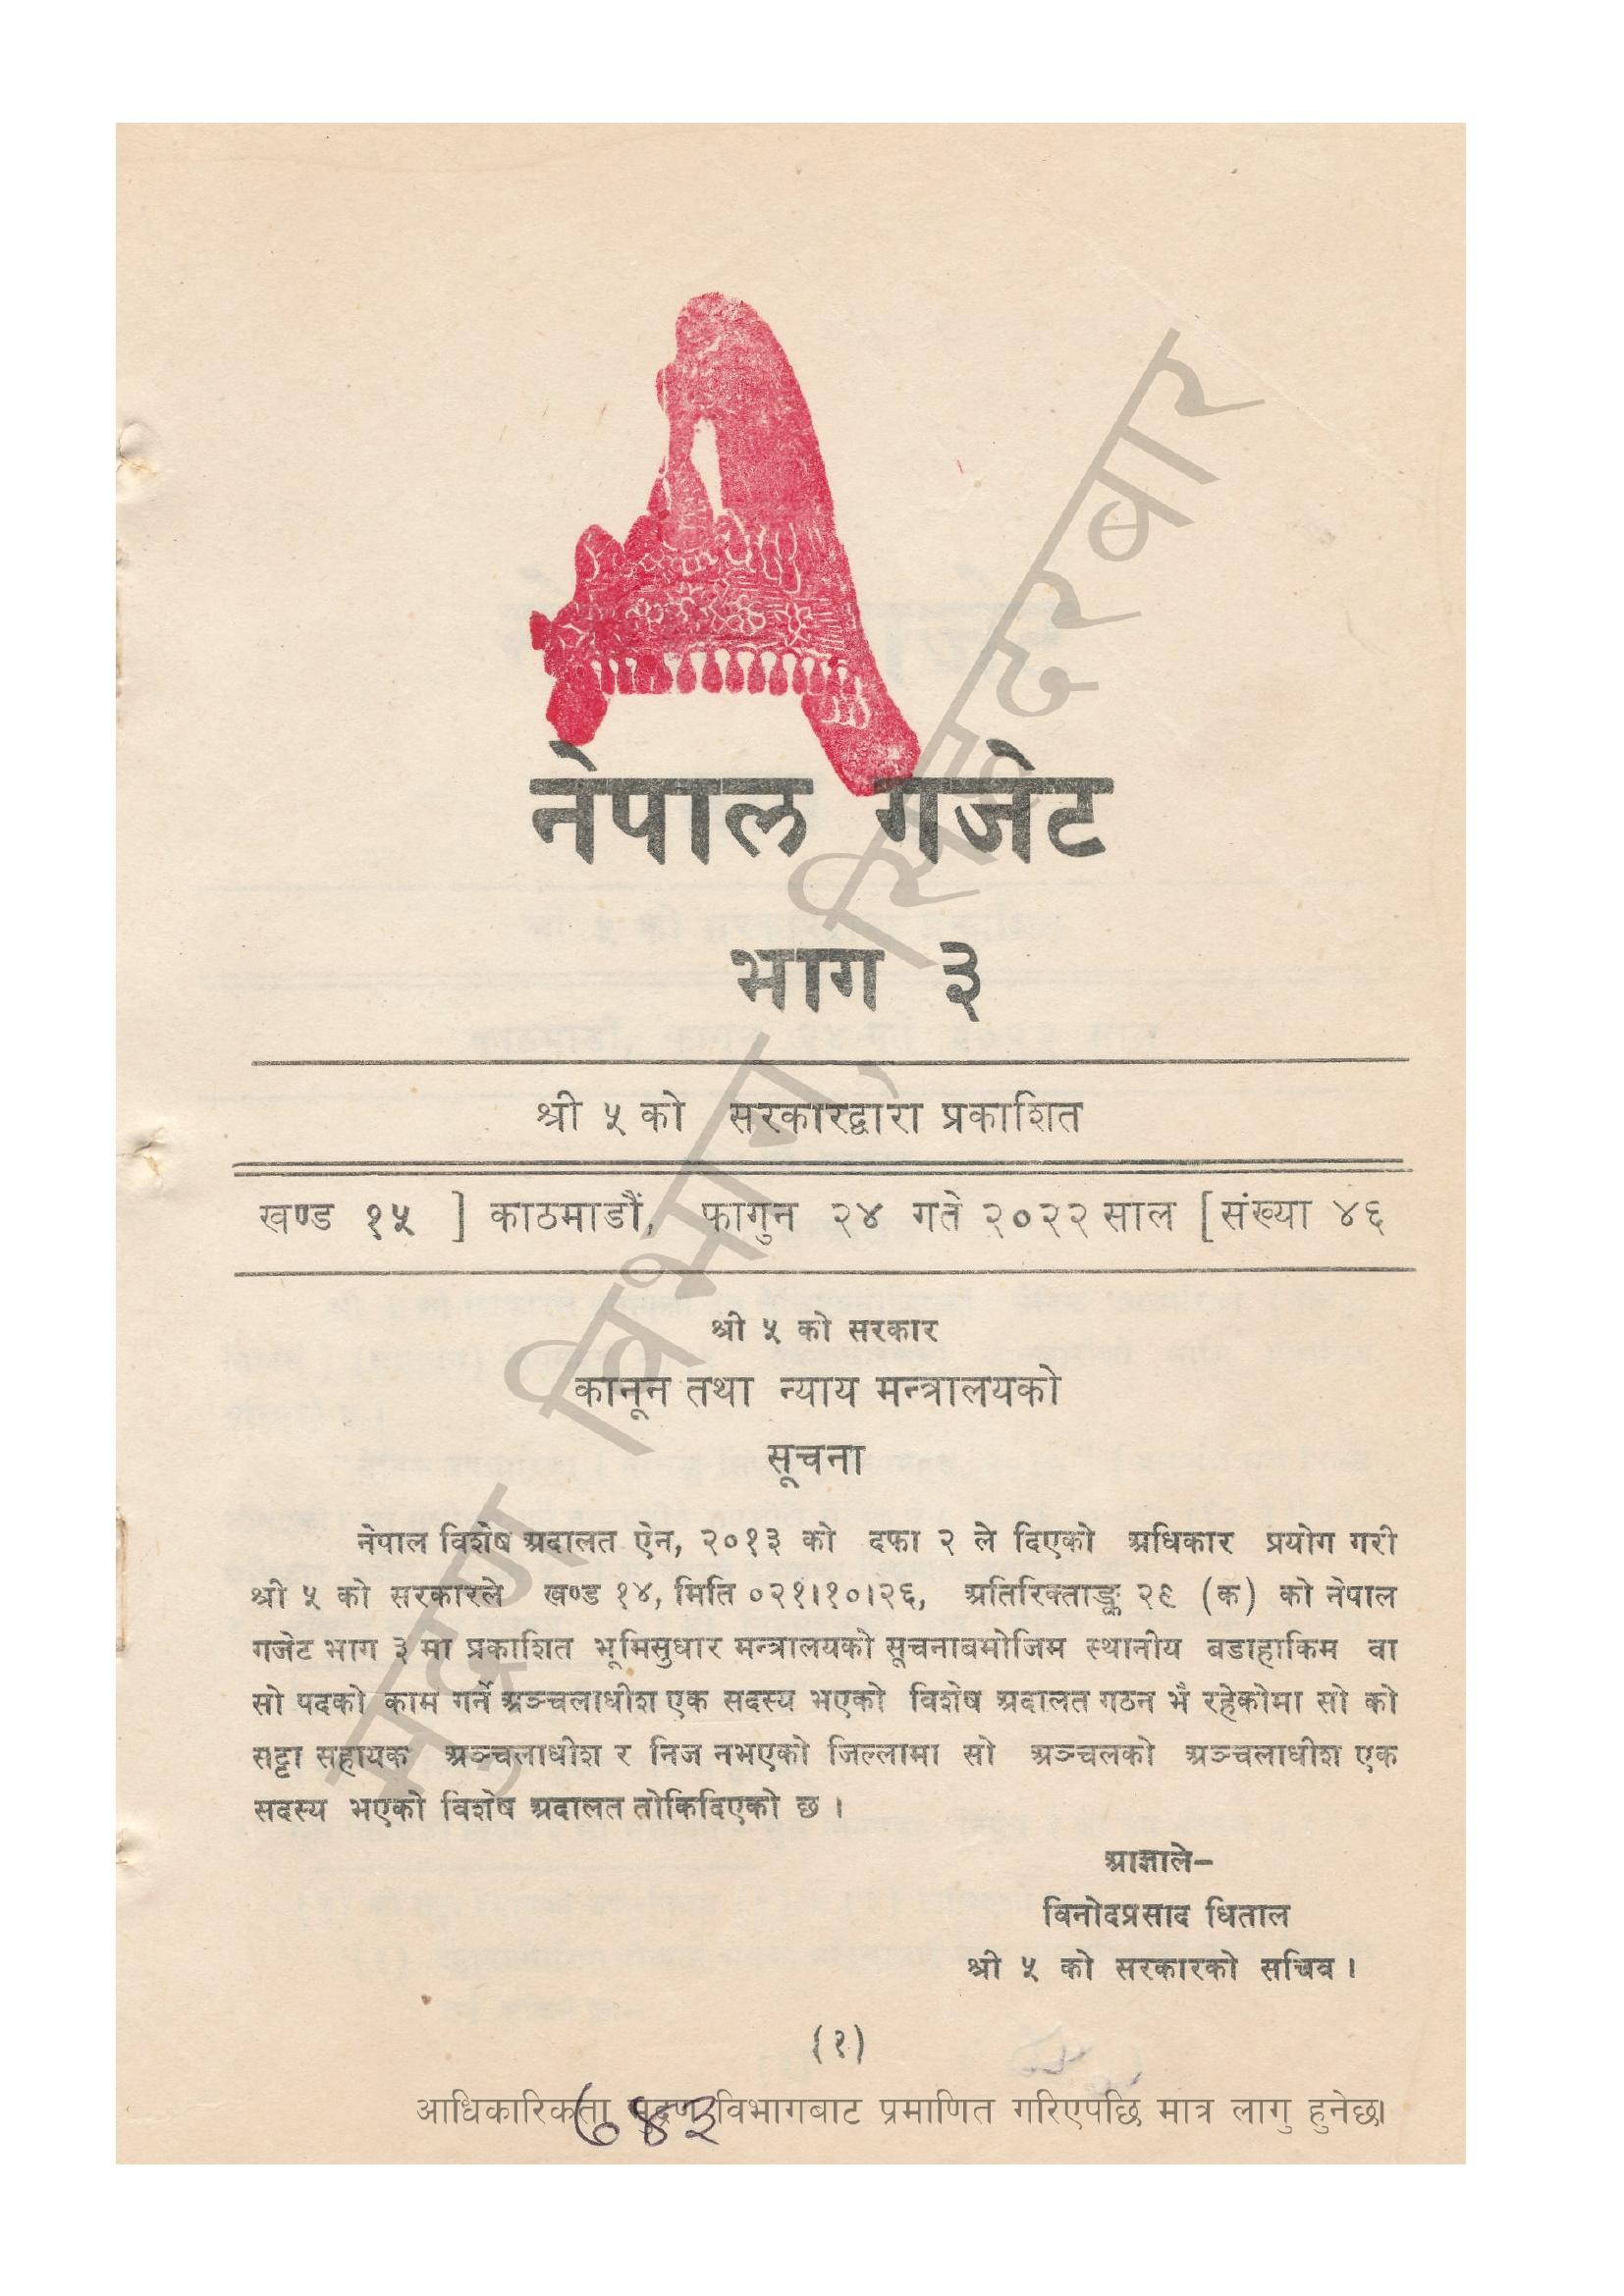 नेपाल गजेट
भाग ३
श्री ५ को सरकारद्वारा प्रकाशित
खण्ड १५ ] काठमाडौं, फागुन २४ गते २०२२ साल [ संख्या ४६
श्री ५ को सरकार
कानून तथा न्याय मन्त्रालयको
सूचना
नेपाल विशेष अदालत ऐन, २०१३ को दफा २ ले दिएको अधिकार प्रयोग गरी
श्री ५ को सरकारले खण्ड १४, मिति ०२१।१०।२६, अतिरिक्ताङ्क २९ (क) को नेपाल
गजेट भाग ३ मा प्रकाशित भूमिसुधार मन्त्रालयको सूचनाबमोजिम स्थानीय बडाहाकिम वा
सो पदको काम गर्ने अञ्चलाधीश एक सदस्य भएको विशेष अदालत गठन भै रहेकोमा सो को
सट्टा सहायक अञ्चलाधीश र निज नभएको जिल्लामा सो अञ्चलको अञ्चलाधीश एक
सदस्य भएको विशेष अदालत तोकिदिएको छ ।
आज्ञाले–
विनोदप्रसाद धिताल
श्री ५ को सरकारको सचिव ।
(१)
आधिकारिकता मुद्रण विभागबाट प्रमाणित गरिएपछि मात्र लागु हुनेछ।
७४३
मुद्रण विभाग, सिंहदरबार